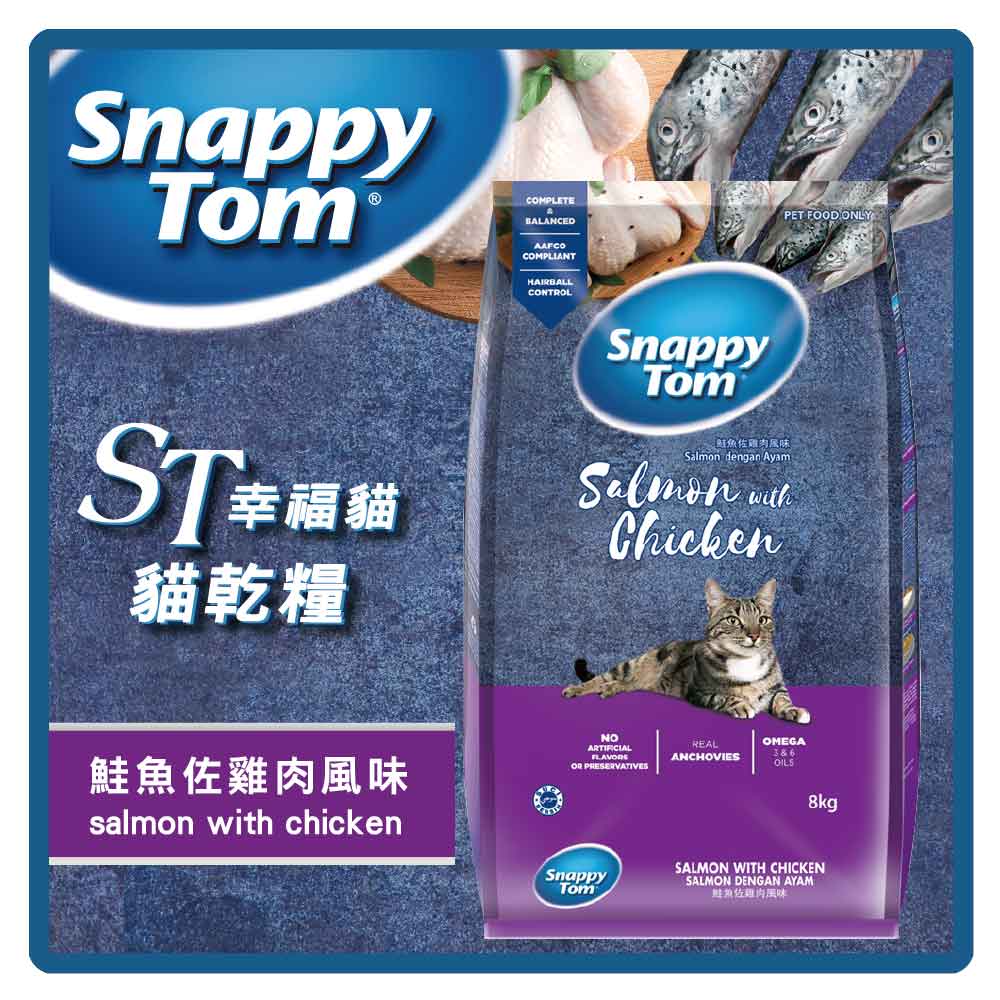 Snappy
Tom®
ST幸福貓
貓乾糧
鮭魚佐雞肉風味
salmon with chicken
COMPLETE
&
BALANCED
AAFCO
COMPLIANT
HAIRBALL
CONTROL
PET FOOD ONLY
Snappy
Tom
鮭魚佐雞肉風味
Salmon dengan Ayam
Salmon with
Chicken
NO
ARTIFICIAL
FLAVORS
OR PRESERVATIVES
REAL
ANCHOVIES
OMEGA
3 & 6
OILS
8kg
Snappy
Tom
SALMON WITH CHICKEN
SALMON DENGAN AYAM
鮭魚佐雞肉風味